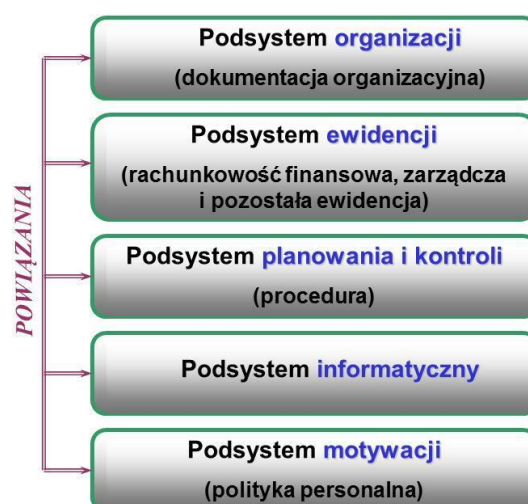 Podsystem organizacji
(dokumentacja organizacyjna)
Podsystem ewidencji
(rachunkowość finansowa, zarządcza
i pozostała ewidencja)
Podsystem planowania i kontroli
(procedura)
Podsystem informatyczny
Podsystem motywacji
(polityka personalna)
POWIĄZANIA